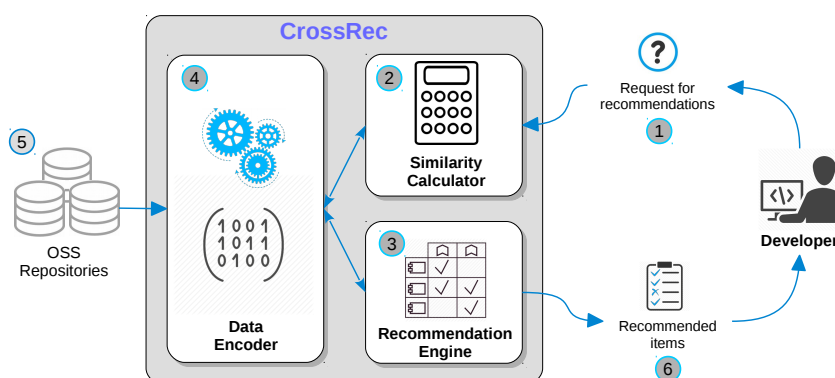 CrossRec
4
2
?
5
Request for
recommendations
1
Similarity
Calculator
</>
3
1 0 0 1
1 0 1 1
0 1 0 0
OSS
Repositories
Developer
Data
Encoder
Recommendation
Engine
Recommended
items
6